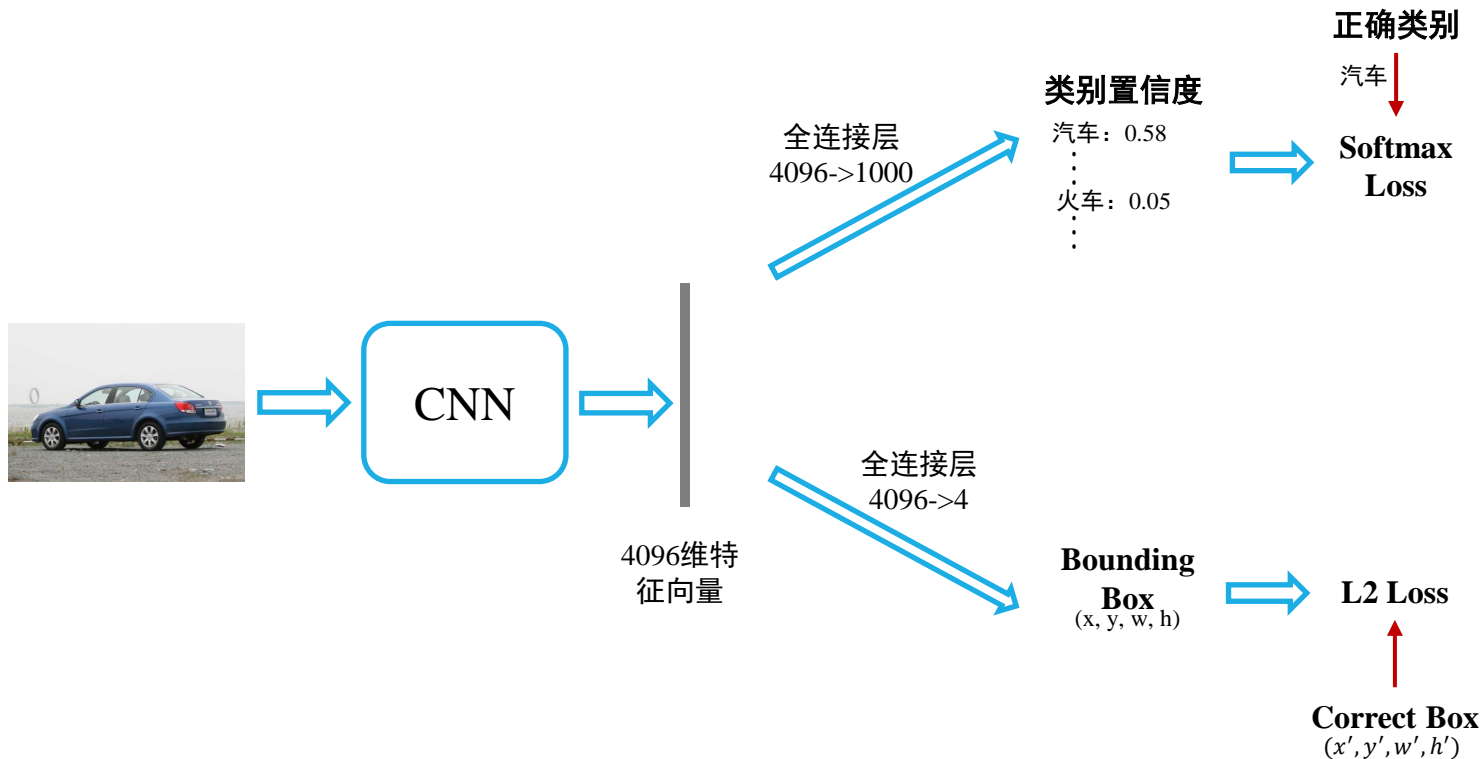 正确类别
汽车
类别置信度
汽车：0.58
火车：0.05
Softmax
Loss
全连接层
4096->1000
CNN
4096维特
征向量
全连接层
4096->4
Bounding
Box
(x, y, w, h)
L2 Loss
Correct Box
(x′, y′, w′, h′)